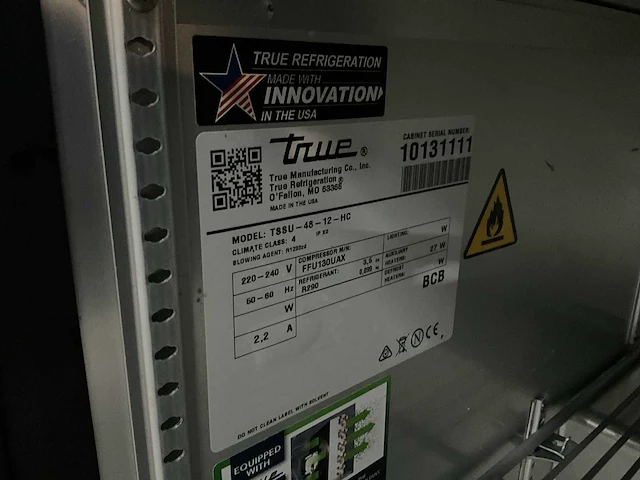 TRUE REFRIGERATION
MADE WITH
INNOVATION
IN THE USA
true®
CABINET SERIAL NUMBER:
10131111
True Manufacturing Co., Inc.
True Refrigeration®
O'Fallon, MO 63366
MADE IN THE USA
MODEL: TSSU-48-12-HC
CLIMATE CLASS: 4
BLOWING AGENT:
220-240 V
COMPRESSOR M/N:
FFU130UAX
LIGHTING: W
50-60 Hz
REFRIGERANT:
R290
AUXILIARY HEATING: 27 W
W
DEFROST HEATING: W
2,2 A
BCB
CE
DO NOT CLEAN LABEL WITH SOLVENT
EQUIPPED
WITH